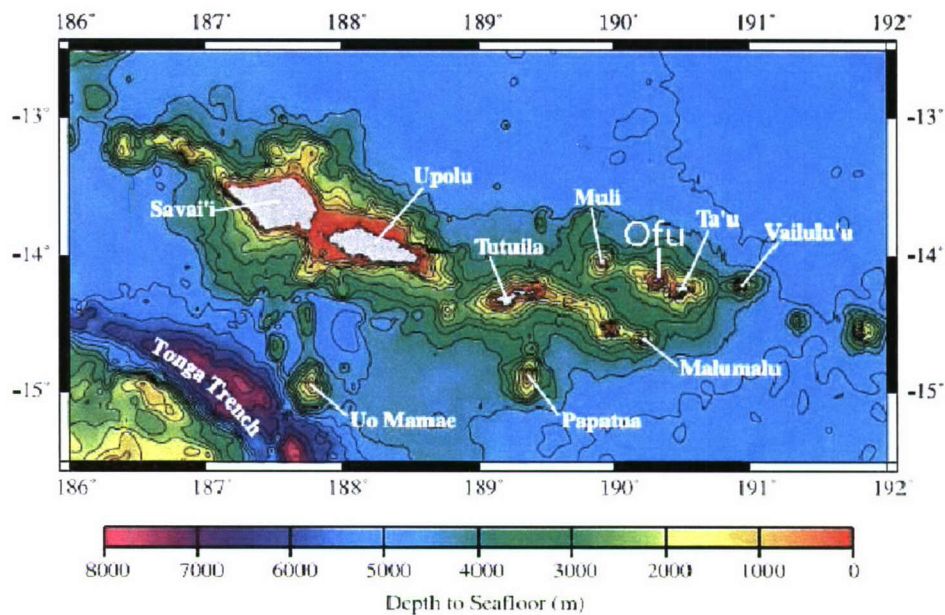 186° 187° 188° 189° 190° 191° 192°
-13° -13°
Upolu
Muli
Savai'i
Ofu
Ta'u
Tutuila
Vailulu'u
-14° -14°
Tonga Trench
Malumalu
-15° -15°
Uo Mamae
Papatua
186° 187° 188° 189° 190° 191° 192°
8000 7000 6000 5000 4000 3000 2000 1000 0
Depth to Seafloor (m)